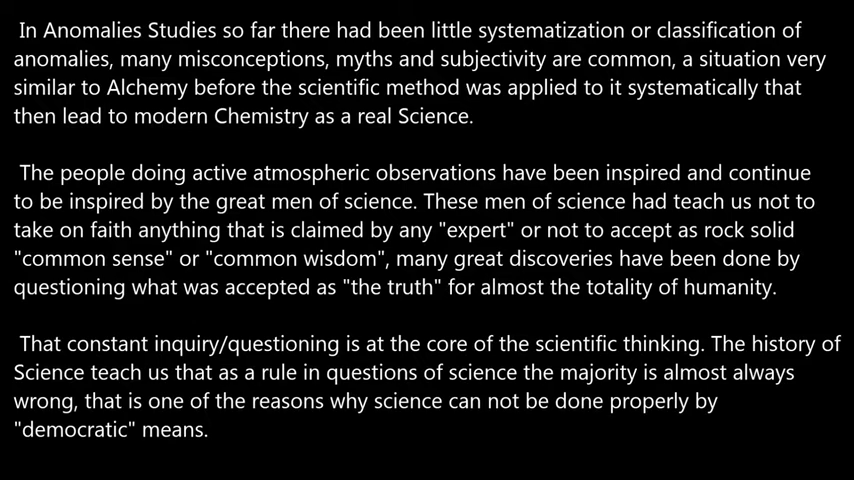 In Anomalies Studies so far there had been little systematization or classification of
anomalies, many misconceptions, myths and subjectivity are common, a situation very
similar to Alchemy before the scientific method was applied to it systematically that
then lead to modern Chemistry as a real Science.
The people doing active atmospheric observations have been inspired and continue
to be inspired by the great men of science. These men of science had teach us not to
take on faith anything that is claimed by any "expert" or not to accept as rock solid
"common sense" or "common wisdom", many great discoveries have been done by
questioning what was accepted as "the truth" for almost the totality of humanity.
That constant inquiry/questioning is at the core of the scientific thinking. The history of
Science teach us that as a rule in questions of science the majority is almost always
wrong, that is one of the reasons why science can not be done properly by
"democratic" means.